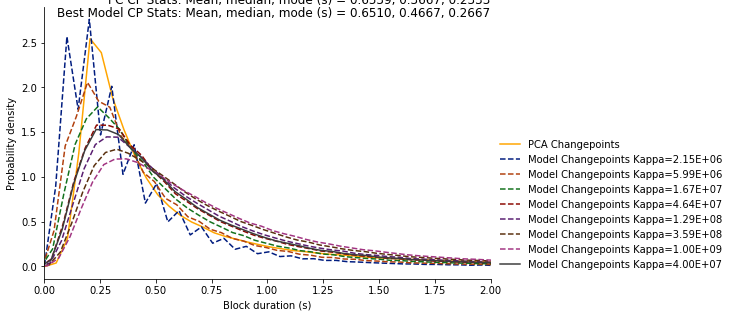 Best Model CP Stats: Mean, median, mode (s) = 0.6510, 0.4667, 0.2667
2.5
2.0
1.5
1.0
0.5
0.0
Probability density
0.00 0.25 0.50 0.75 1.00 1.25 1.50 1.75 2.00
Block duration (s)
PCA Changepoints
Model Changepoints Kappa=2.15E+06
Model Changepoints Kappa=5.99E+06
Model Changepoints Kappa=1.67E+07
Model Changepoints Kappa=4.64E+07
Model Changepoints Kappa=1.29E+08
Model Changepoints Kappa=3.59E+08
Model Changepoints Kappa=1.00E+09
Model Changepoints Kappa=4.00E+07